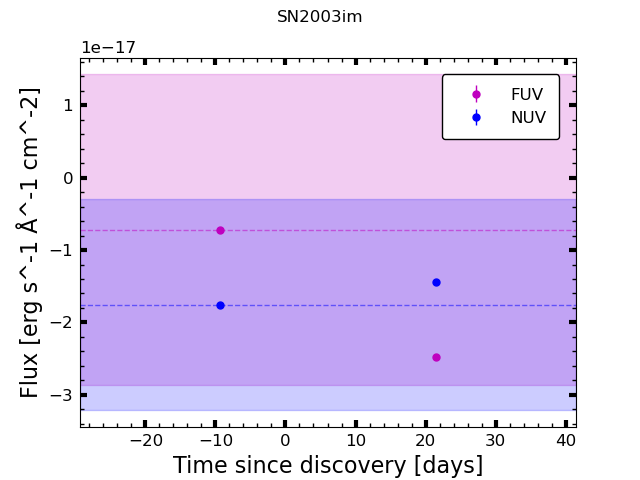 SN2003im
1e−17
FUV
NUV
1
0
−1
−2
−3
Flux [erg s^-1 Å^-1 cm^-2]
−20 −10 0 10 20 30 40
Time since discovery [days]